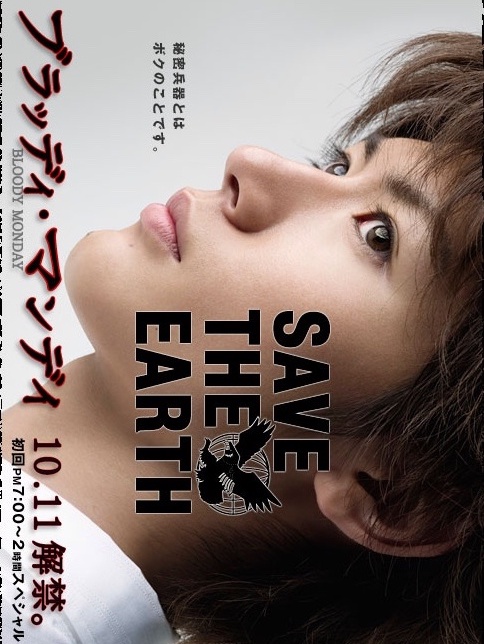 秘密兵器とは
ボクのことです。
SAVE
THE
EARTH
ブラッディ・マンデイ
BLOODY MONDAY
10.11 解禁。
初回PM7:00～2時間スペシャル